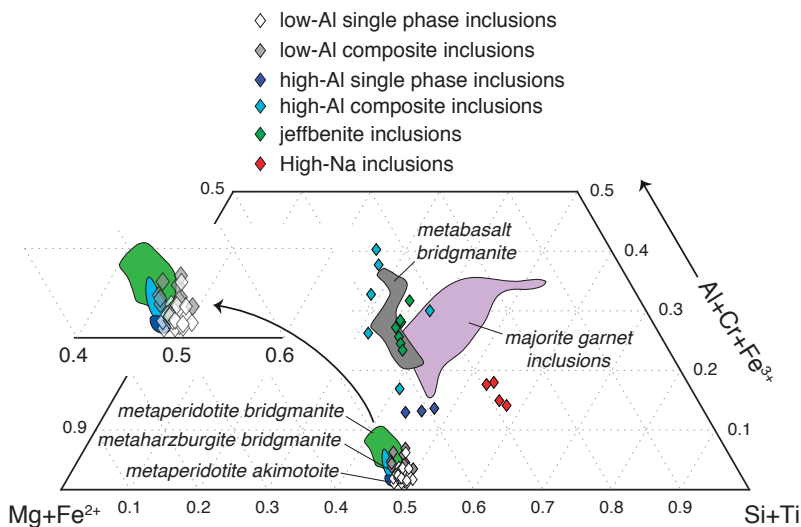 low-Al single phase inclusions
low-Al composite inclusions
high-Al single phase inclusions
high-Al composite inclusions
jeffbenite inclusions
High-Na inclusions
0.5
0.5
metabasalt
bridgmanite
0.4
Al+Cr+Fe³⁺
0.3
majorite garnet
inclusions
0.4
0.5
0.6
0.2
metaperidotite bridgmanite
0.9
metaharzburgite bridgmanite
0.1
metaperidotite akimotoite
Mg+Fe²⁺
0.1
0.2
0.3
0.4
0.5
0.6
0.7
0.8
0.9
Si+Ti